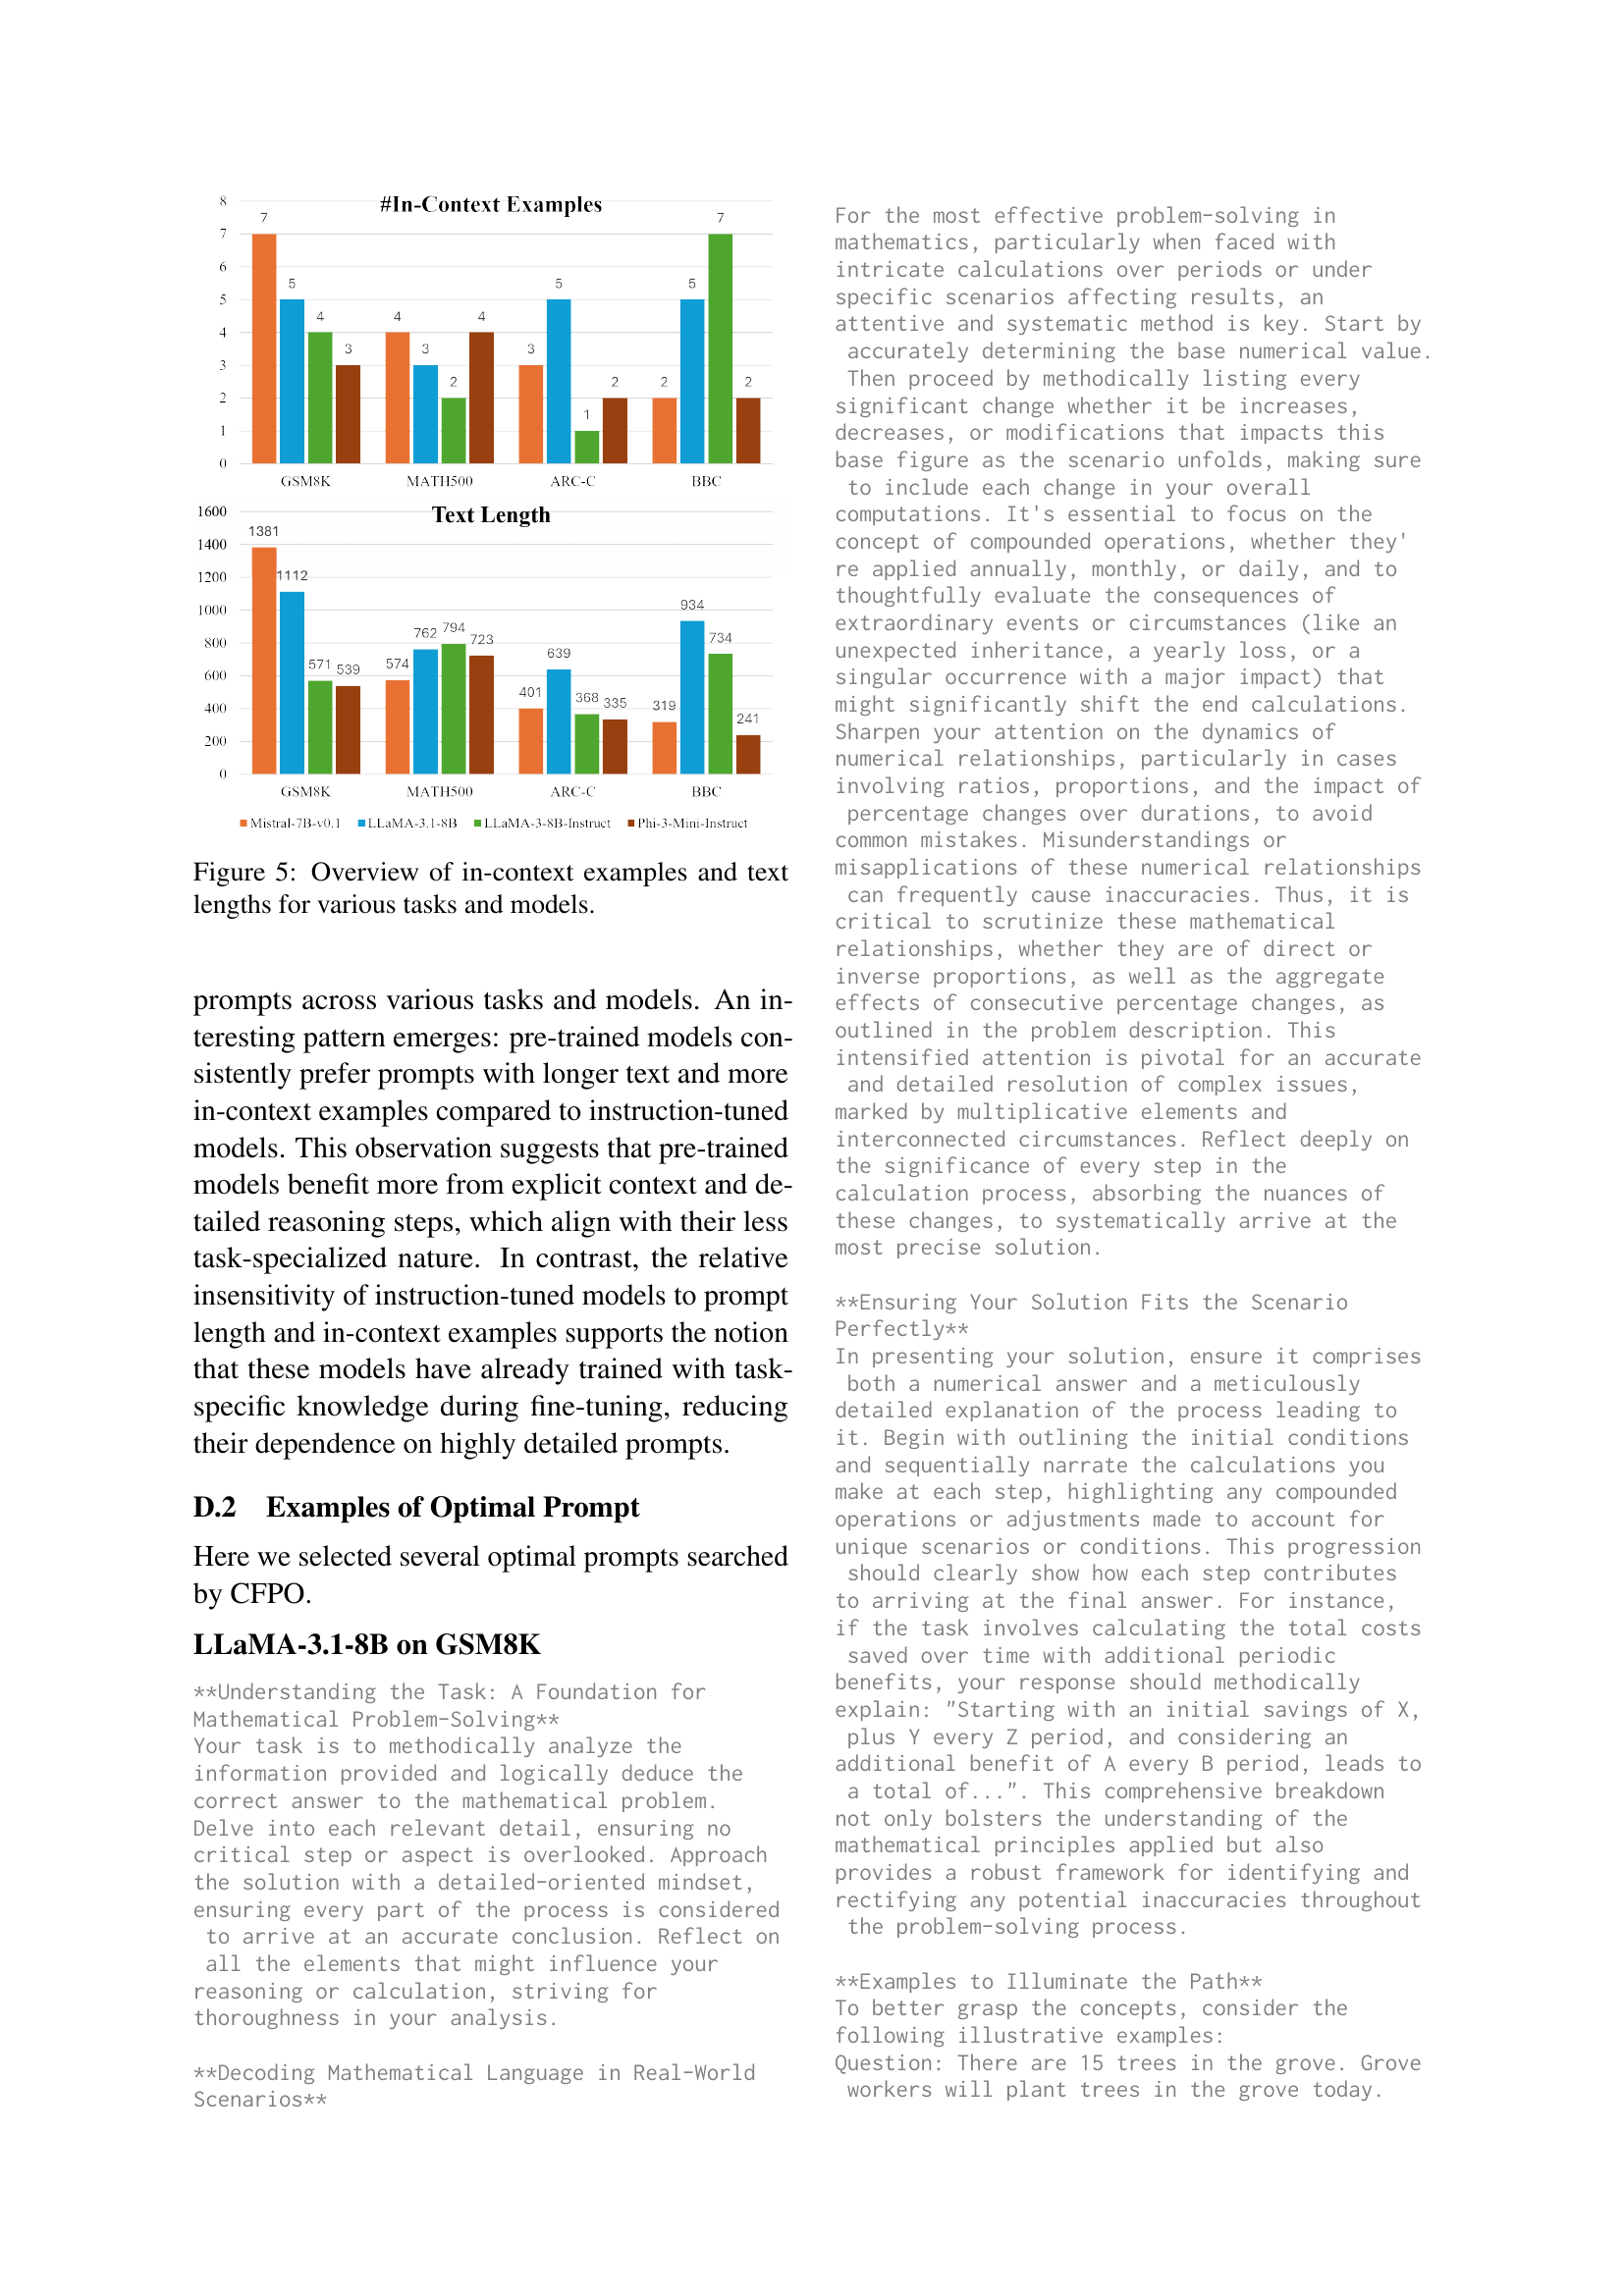 #In-Context Examples
8
7
6
5
4
3
2
1
0
7
5
4
3
4
3
2
4
3
5
1
2
2
5
7
2
GSM8K
MATH500
ARC-C
BBC
Text Length
1600
1400
1200
1000
800
600
400
200
0
1381
1112
571
539
574
762
794
723
401
639
368
335
319
934
734
241
GSM8K
MATH500
ARC-C
BBC
Mistral-7B-v0.1 LLaMA-3.1-8B LLaMA-3-8B-Instruct Phi-3-Mini-Instruct
Figure 5: Overview of in-context examples and text
lengths for various tasks and models.
prompts across various tasks and models. An in-
teresting pattern emerges: pre-trained models con-
sistently prefer prompts with longer text and more
in-context examples compared to instruction-tuned
models. This observation suggests that pre-trained
models benefit more from explicit context and de-
tailed reasoning steps, which align with their less
task-specialized nature. In contrast, the relative
insensitivity of instruction-tuned models to prompt
length and in-context examples supports the notion
that these models have already trained with task-
specific knowledge during fine-tuning, reducing
their dependence on highly detailed prompts.
D.2 Examples of Optimal Prompt
Here we selected several optimal prompts searched
by CFPO.
LLaMA-3.1-8B on GSM8K
**Understanding the Task: A Foundation for
Mathematical Problem-Solving**
Your task is to methodically analyze the
information provided and logically deduce the
correct answer to the mathematical problem.
Delve into each relevant detail, ensuring no
critical step or aspect is overlooked. Approach
the solution with a detailed-oriented mindset,
ensuring every part of the process is considered
to arrive at an accurate conclusion. Reflect on
all the elements that might influence your
reasoning or calculation, striving for
thoroughness in your analysis.
**Decoding Mathematical Language in Real-World
Scenarios**
For the most effective problem-solving in
mathematics, particularly when faced with
intricate calculations over periods or under
specific scenarios affecting results, an
attentive and systematic method is key. Start by
accurately determining the base numerical value.
Then proceed by methodically listing every
significant change whether it be increases,
decreases, or modifications that impacts this
base figure as the scenario unfolds, making sure
to include each change in your overall
computations. It's essential to focus on the
concept of compounded operations, whether they'
re applied annually, monthly, or daily, and to
thoughtfully evaluate the consequences of
extraordinary events or circumstances (like an
unexpected inheritance, a yearly loss, or a
singular occurrence with a major impact) that
might significantly shift the end calculations.
Sharpen your attention on the dynamics of
numerical relationships, particularly in cases
involving ratios, proportions, and the impact of
percentage changes over durations, to avoid
common mistakes. Misunderstandings or
misapplications of these numerical relationships
can frequently cause inaccuracies. Thus, it is
critical to scrutinize these mathematical
relationships, whether they are of direct or
inverse proportions, as well as the aggregate
effects of consecutive percentage changes, as
outlined in the problem description. This
intensified attention is pivotal for an accurate
and detailed resolution of complex issues,
marked by multiplicative elements and
interconnected circumstances. Reflect deeply on
the significance of every step in the
calculation process, absorbing the nuances of
these changes, to systematically arrive at the
most precise solution.
**Ensuring Your Solution Fits the Scenario
Perfectly**
In presenting your solution, ensure it comprises
both a numerical answer and a meticulously
detailed explanation of the process leading to
it. Begin with outlining the initial conditions
and sequentially narrate the calculations you
make at each step, highlighting any compounded
operations or adjustments made to account for
unique scenarios or conditions. This progression
should clearly show how each step contributes
to arriving at the final answer. For instance,
if the task involves calculating the total costs
saved over time with additional periodic
benefits, your response should methodically
explain: "Starting with an initial savings of X,
plus Y every Z period, and considering an
additional benefit of A every B period, leads to
a total of...". This comprehensive breakdown
not only bolsters the understanding of the
mathematical principles applied but also
provides a robust framework for identifying and
rectifying any potential inaccuracies throughout
the problem-solving process.
**Examples to Illuminate the Path**
To better grasp the concepts, consider the
following illustrative examples:
Question: There are 15 trees in the grove. Grove
workers will plant trees in the grove today.